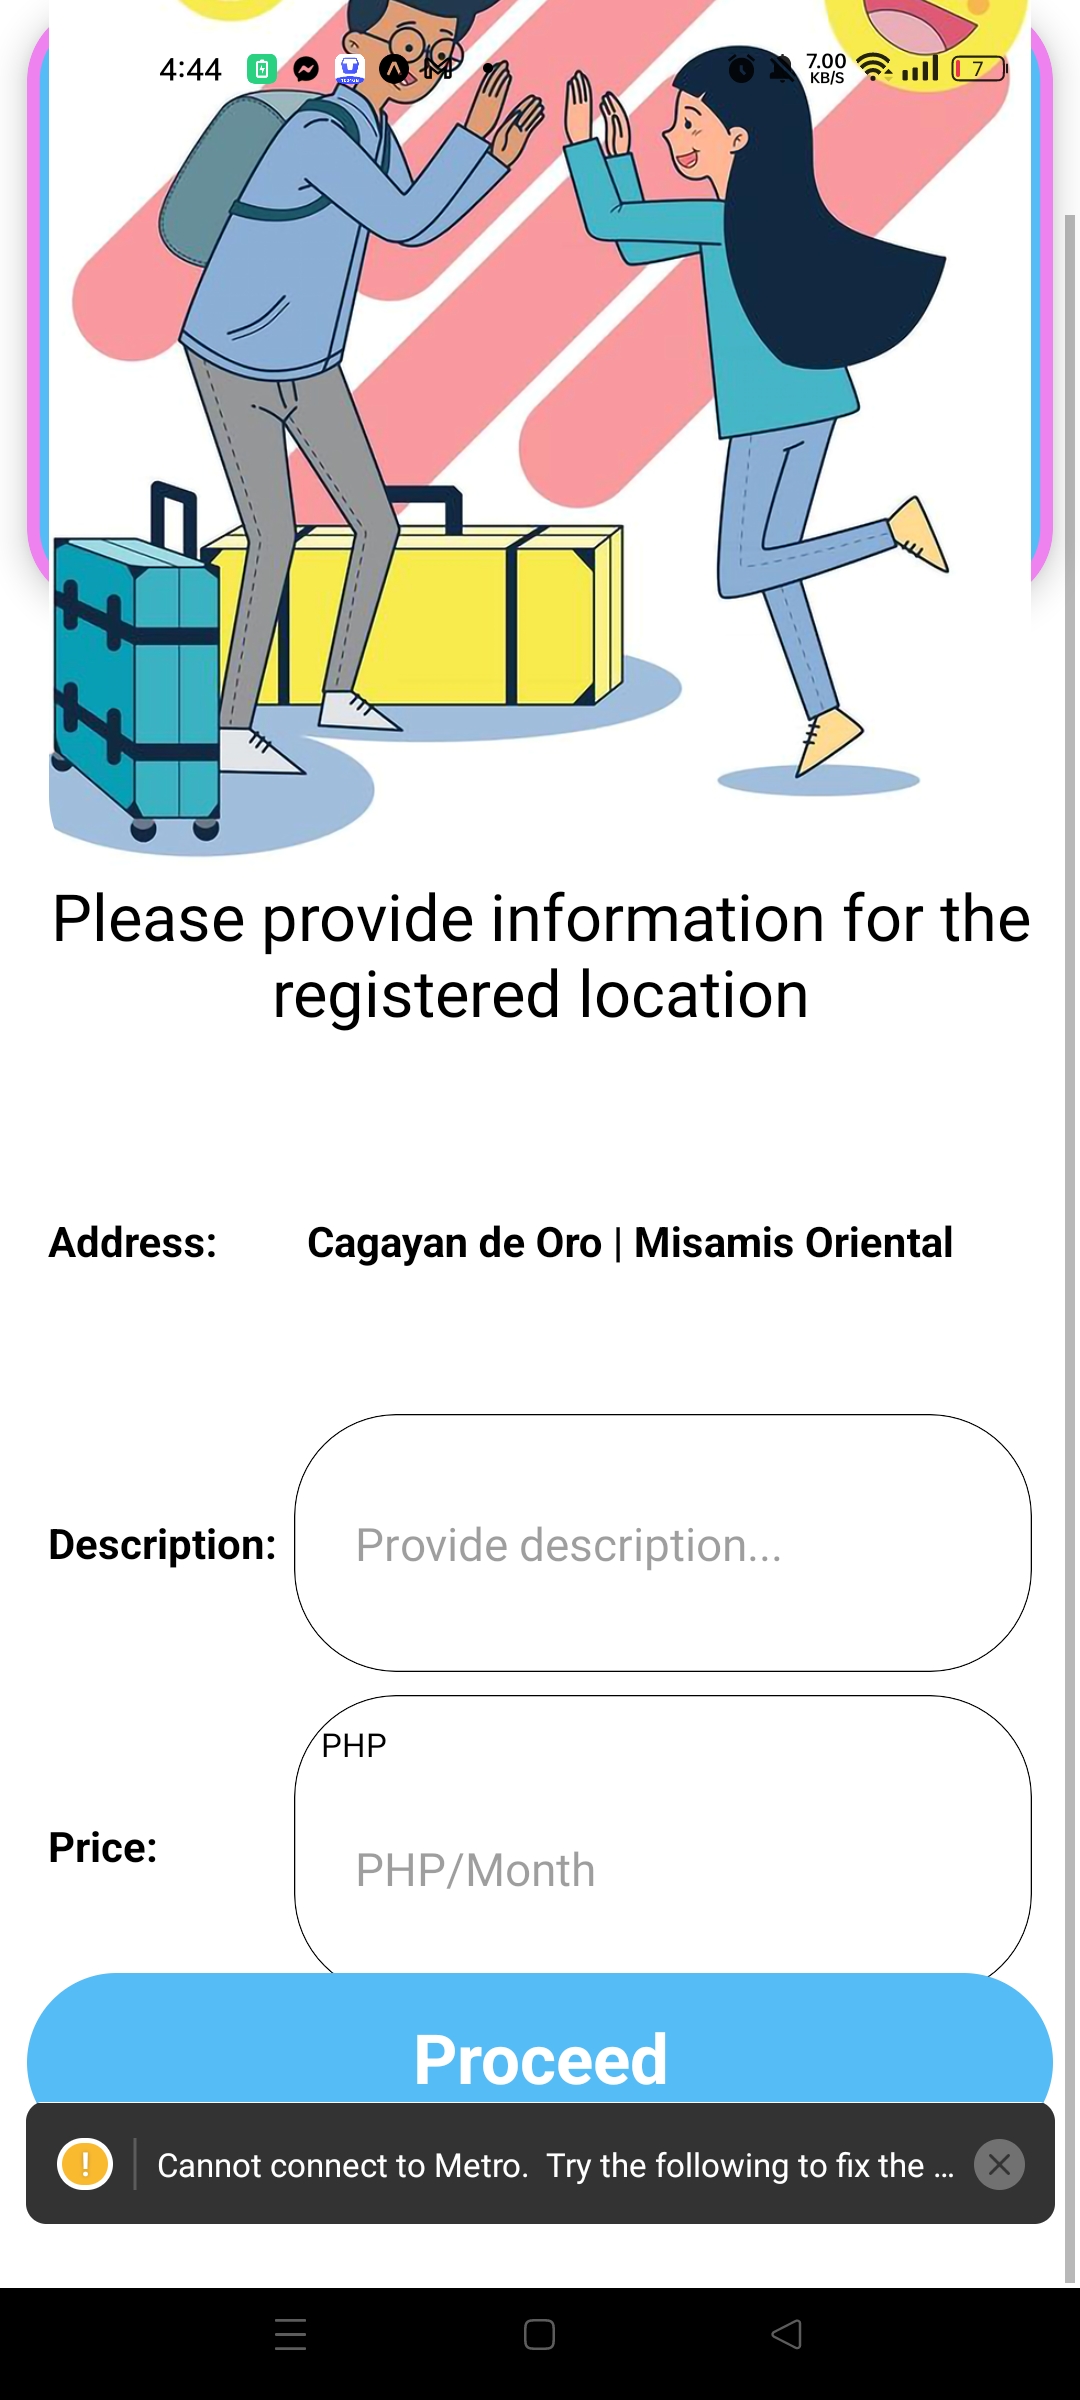 4:44
7.00
KB/S
7
Please provide information for the
registered location
Address: Cagayan de Oro | Misamis Oriental
Description: Provide description...
PHP
Price: PHP/Month
Proceed
! Cannot connect to Metro. Try the following to fix the ...